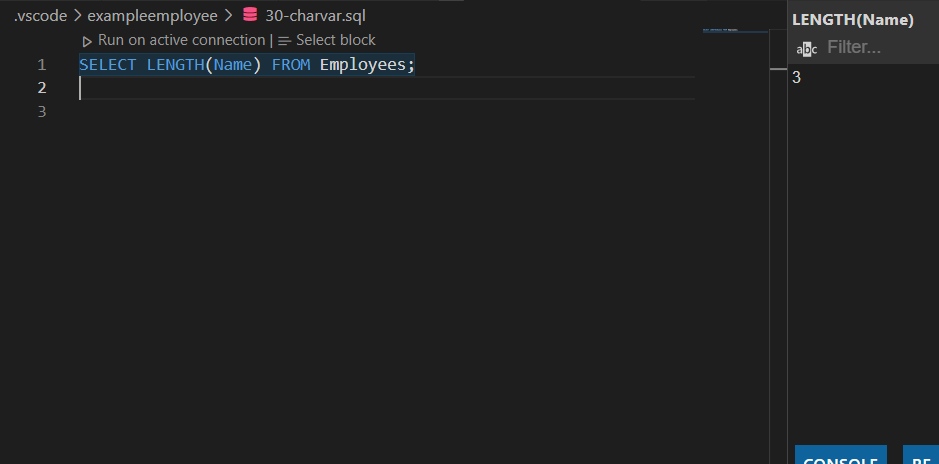 .vscode > exampleemployee > 30-charvar.sql
Run on active connection | Select block
1 SELECT LENGTH(Name) FROM Employees;
2
3
LENGTH(Name)
abc Filter...
3
CONSOLE